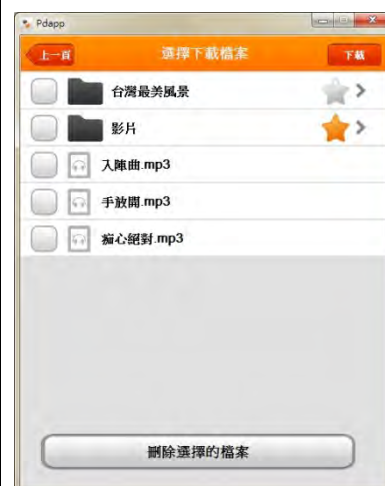 Pdapp
上一頁 選擇下載檔案 下載
台灣最美風景
影片
入陣曲.mp3
手放開.mp3
痴心絕對.mp3
刪除選擇的檔案